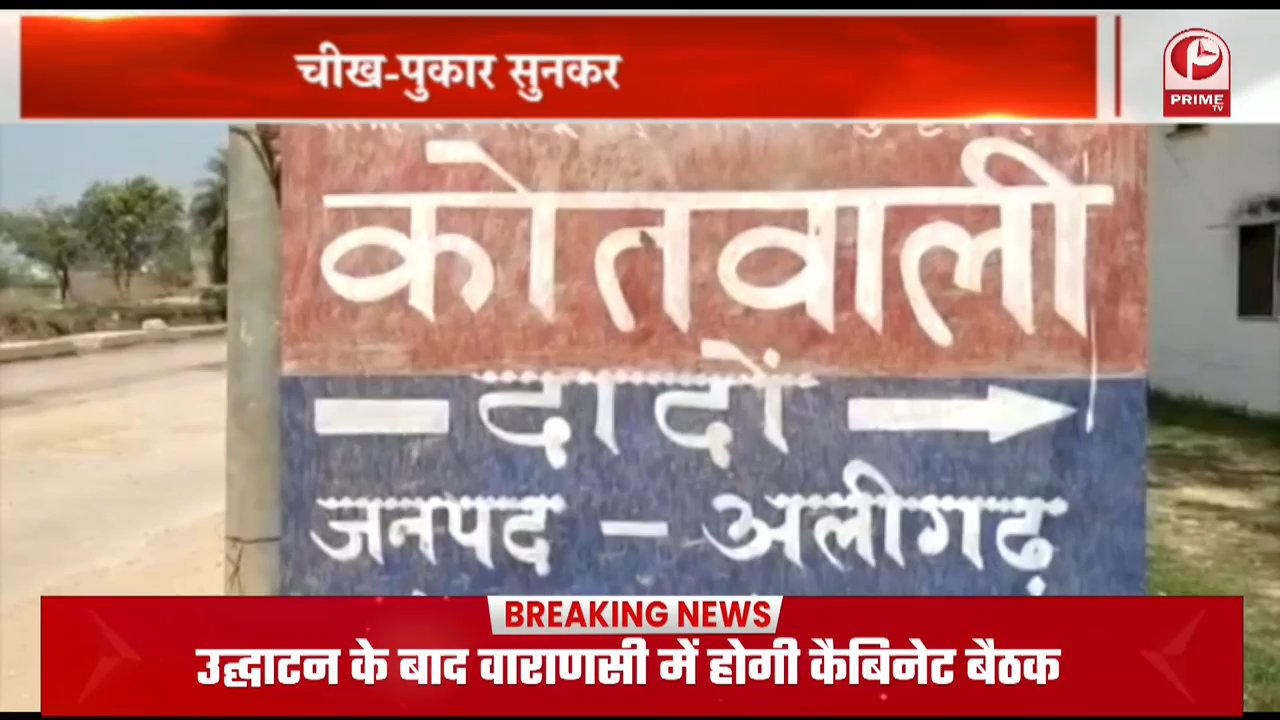 चीख-पुकार सुनकर
PRIME
TV
कोतवाली
दादों
जनपद - अलीगढ़
BREAKING NEWS
उद्घाटन के बाद वाराणसी में होगी कैबिनेट बैठक